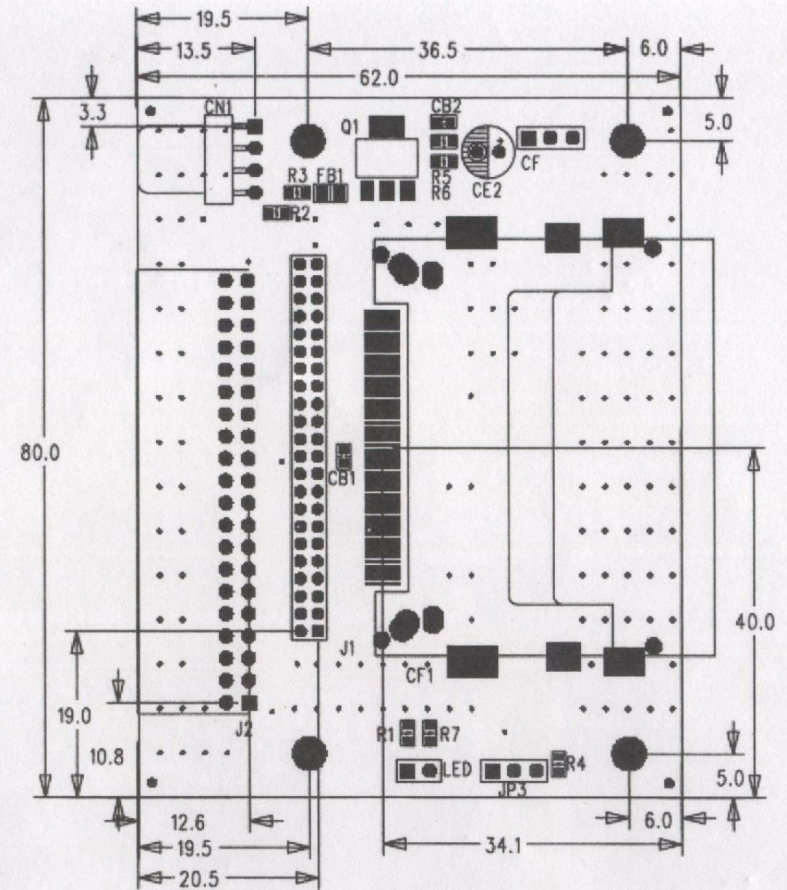 19.5
13.5
36.5
6.0
62.0
3.3
CN1
Q1
CB2
5.0
R5
R6
CE2
+
CF
R3
FB1
R2
80.0
CB1
J1
40.0
CF1
19.0
J2
10.8
R1
R7
LED
JP3
R4
5.0
12.6
19.5
6.0
34.1
20.5